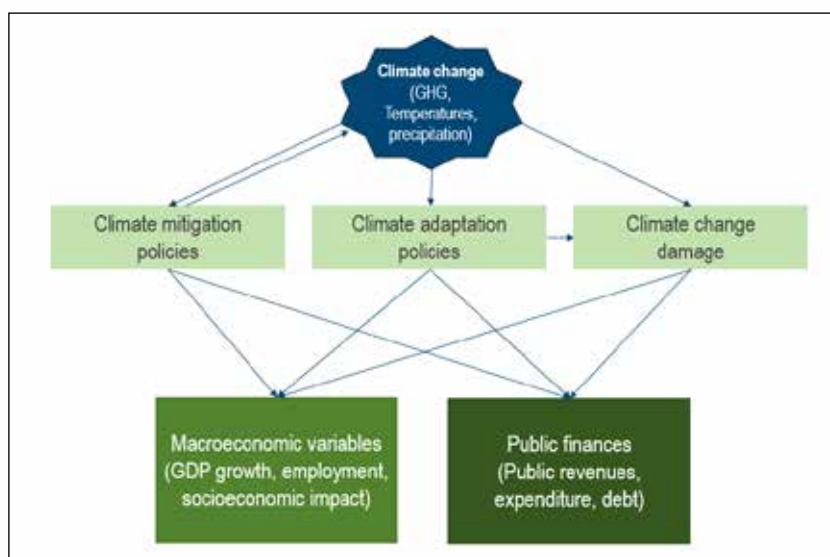 Climate change
(GHG,
Temperatures,
precipitation)
Climate mitigation
policies
Climate adaptation
policies
Climate change
damage
Macroeconomic variables
(GDP growth, employment,
socioeconomic impact)
Public finances
(Public revenues,
expenditure, debt)